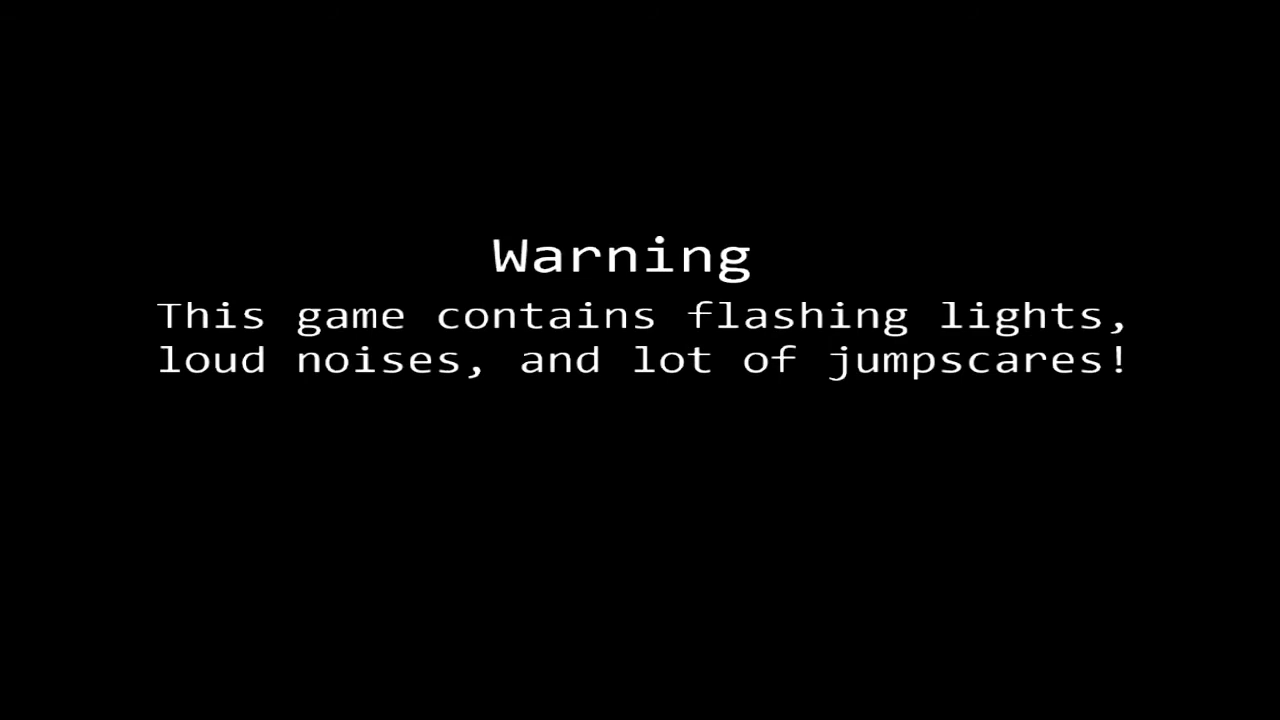 Warning
This game contains flashing lights,
loud noises, and lot of jumpscares!